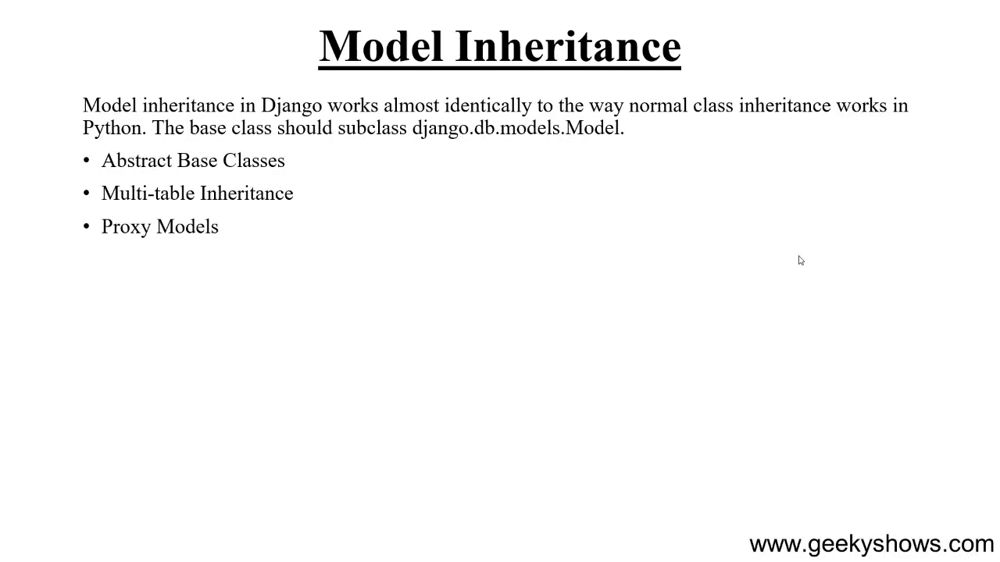 Model Inheritance
Model inheritance in Django works almost identically to the way normal class inheritance works in
Python. The base class should subclass django.db.models.Model.
• Abstract Base Classes
• Multi-table Inheritance
• Proxy Models
www.geekyshows.com